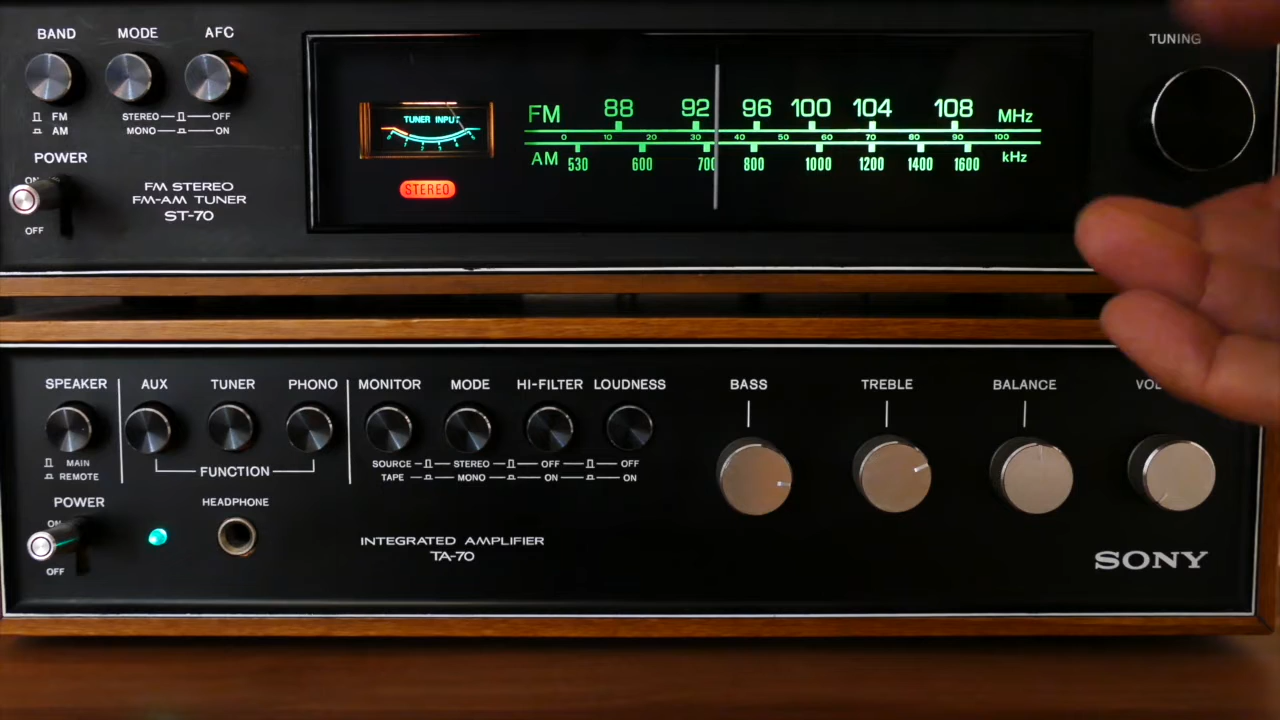 BAND MODE AFC
TUNING
FM 88 92 96 100 104 108 MHz
TUNER INPUT
FM STEREO OFF
AM MONO ON
0 10 20 30 40 50 60 70 80 90 100
AM 530 600 700 800 1000 1200 1400 1600 kHz
POWER
ON
OFF
FM STEREO
FM-AM TUNER
ST-70
STEREO
SPEAKER AUX TUNER PHONO MONITOR MODE HI-FILTER LOUDNESS BASS TREBLE BALANCE
MAIN
REMOTE
FUNCTION
SOURCE STEREO OFF OFF
TAPE MONO ON ON
POWER
ON
OFF
HEADPHONE
INTEGRATED AMPLIFIER
TA-70
SONY